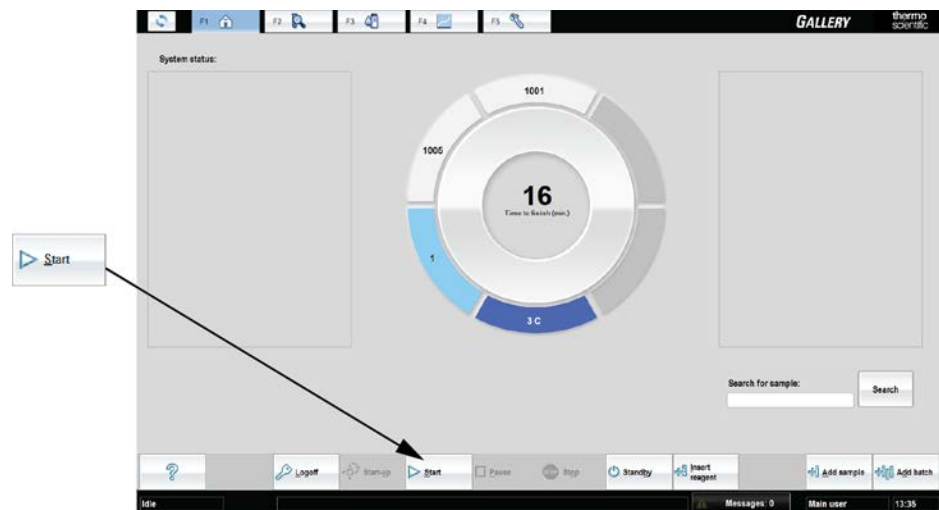 F1
F2
F3
F4
F5
GALLERY
thermo
scientific
System status:
1001
1005
16
Time to finish (min.)
1
3 C
Start
Search for sample:
Search
?
Logoff
Start-up
Start
Pause
Stop
Standby
Insert
reagent
Add sample
Add batch
Idle
Messages: 0
Main user
13:35